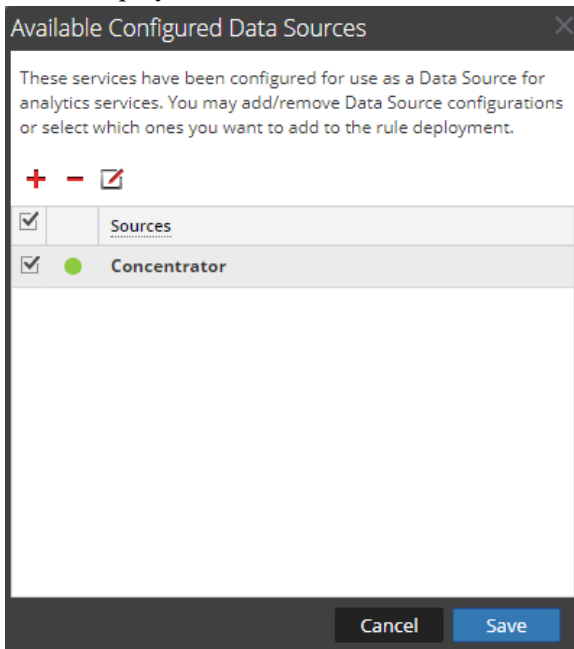 Available Configured Data Sources
These services have been configured for use as a Data Source for
analytics services. You may add/remove Data Source configurations
or select which ones you want to add to the rule deployment.
Sources
Concentrator
Cancel Save